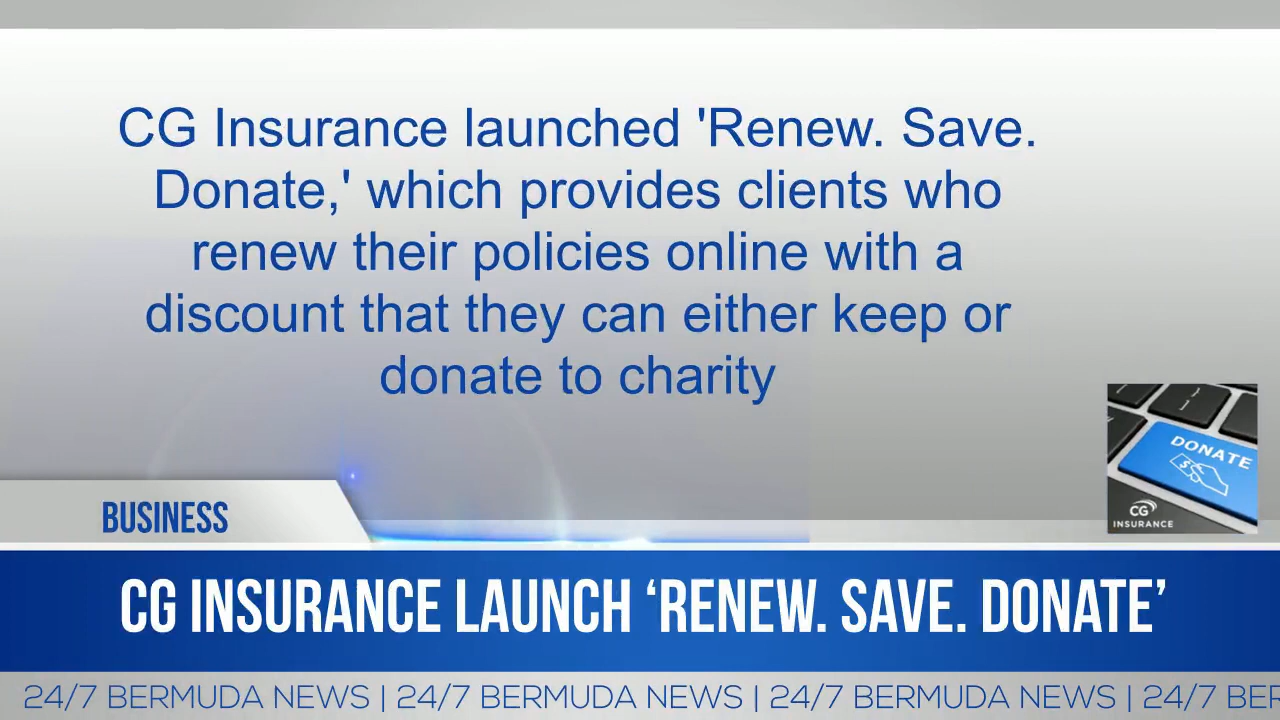 CG Insurance launched 'Renew. Save.
Donate,' which provides clients who
renew their policies online with a
discount that they can either keep or
donate to charity
DONATE
$
CG
INSURANCE
BUSINESS
CG INSURANCE LAUNCH ‘RENEW. SAVE. DONATE’
24/7 BERMUDA NEWS | 24/7 BERMUDA NEWS | 24/7 BERMUDA NEWS | 24/7 BER